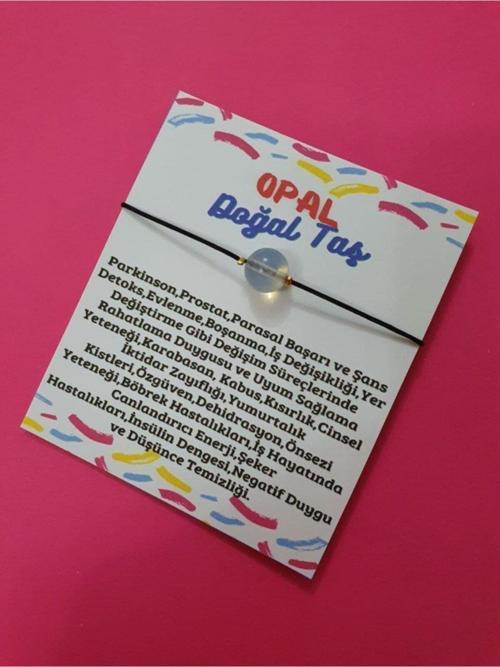 OPAL
Doğal Taş
Parkinson,Prostat,Parasal Başarı ve Şans
Detoks,Evlenme,Boşanma,İş Değişikliği,Yer
Değiştirme Gibi Değişim Süreçlerinde
Rahatlama Duygusu ve Uyum Sağlama
Yeteneği,Karabasan, Kabus,Kısırlık,Cinsel
İktidar Zayıflığı,Yumurtalık
Kistleri,Özgüven,Dehidrasyon,Önsezi
Yeteneği,Böbrek Hastalıkları,İş Hayatında
Canlandırıcı Enerji,Şeker
Hastalıkları,İnsülin Dengesi,Negatif Duygu
ve Düşünce Temizliği.